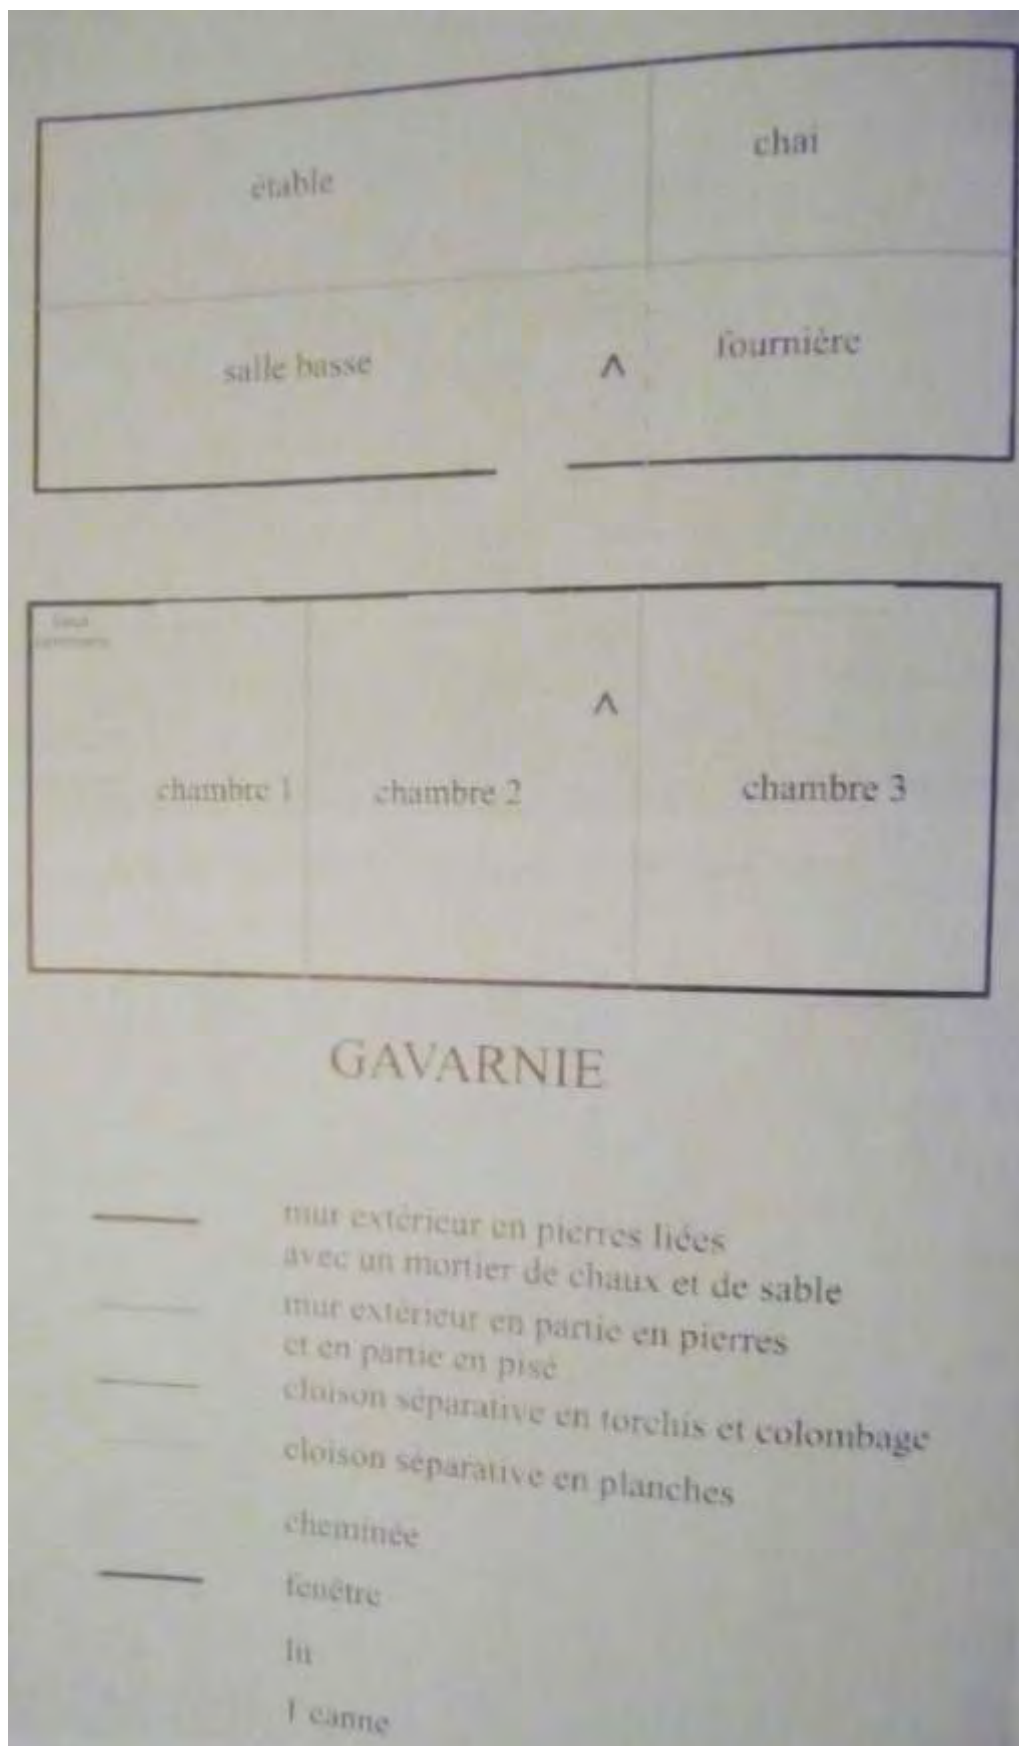 étable
chai
salle basse
^
fournière
lieux
communs
^
chambre 1
chambre 2
chambre 3
GAVARNIE
mur extérieur en pierres liées
avec un mortier de chaux et de sable
mur extérieur en partie en pierres
et en partie en pisé
cloison séparative en torchis et colombage
cloison séparative en planches
cheminée
fenêtre
lit
1 canne